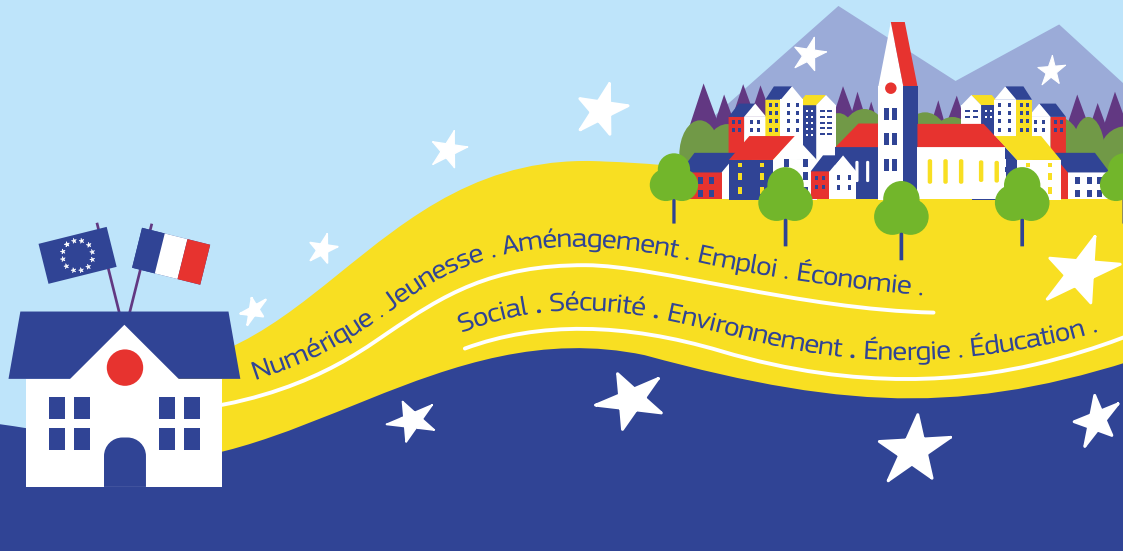 Numérique . Jeunesse . Aménagement . Emploi . Économie .
Social . Sécurité . Environnement . Énergie . Éducation .